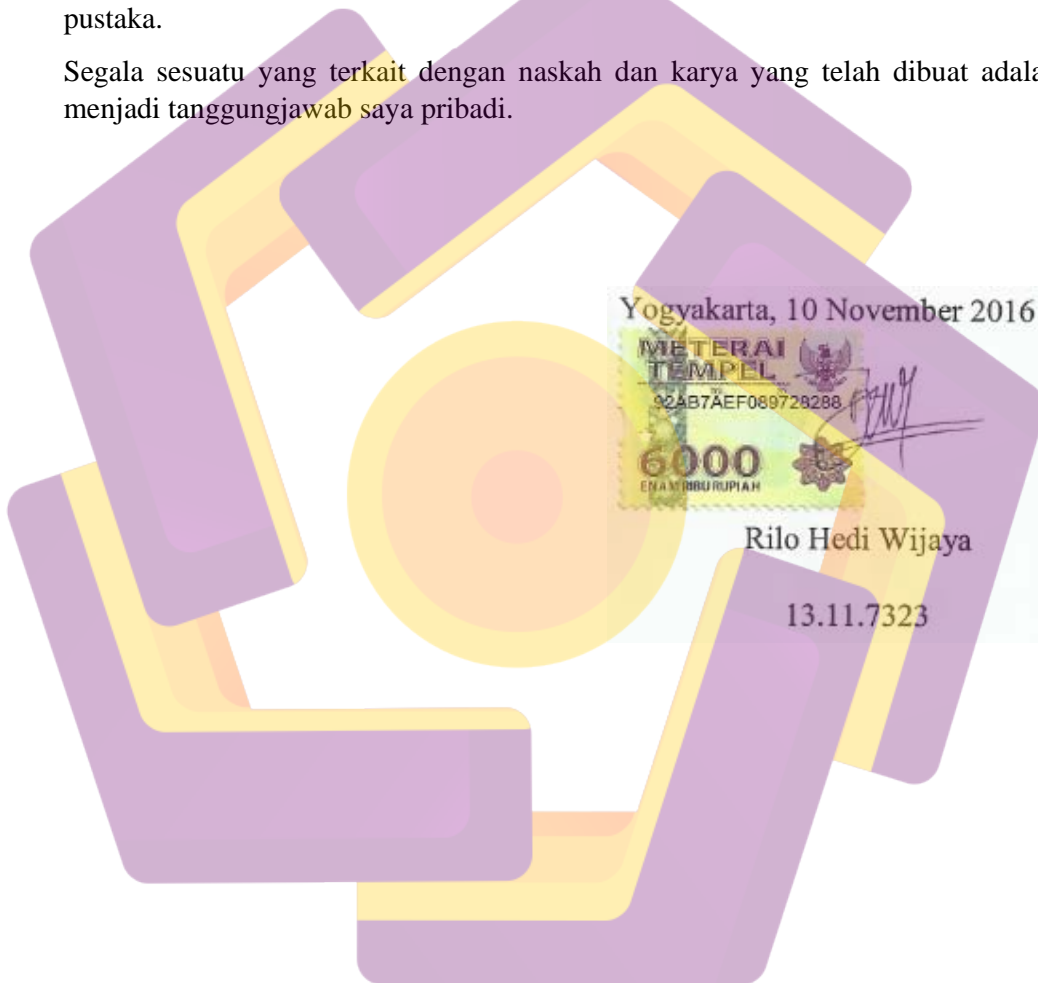 pustaka.
Segala sesuatu yang terkait dengan naskah dan karya yang telah dibuat adala
menjadi tanggungjawab saya pribadi.
Yogyakarta, 10 November 2016
METERAI
TEMPEL
92AB7AEF089728288
6000
ENAM RIBU RUPIAH
Rilo Hedi Wijaya
13.11.7323